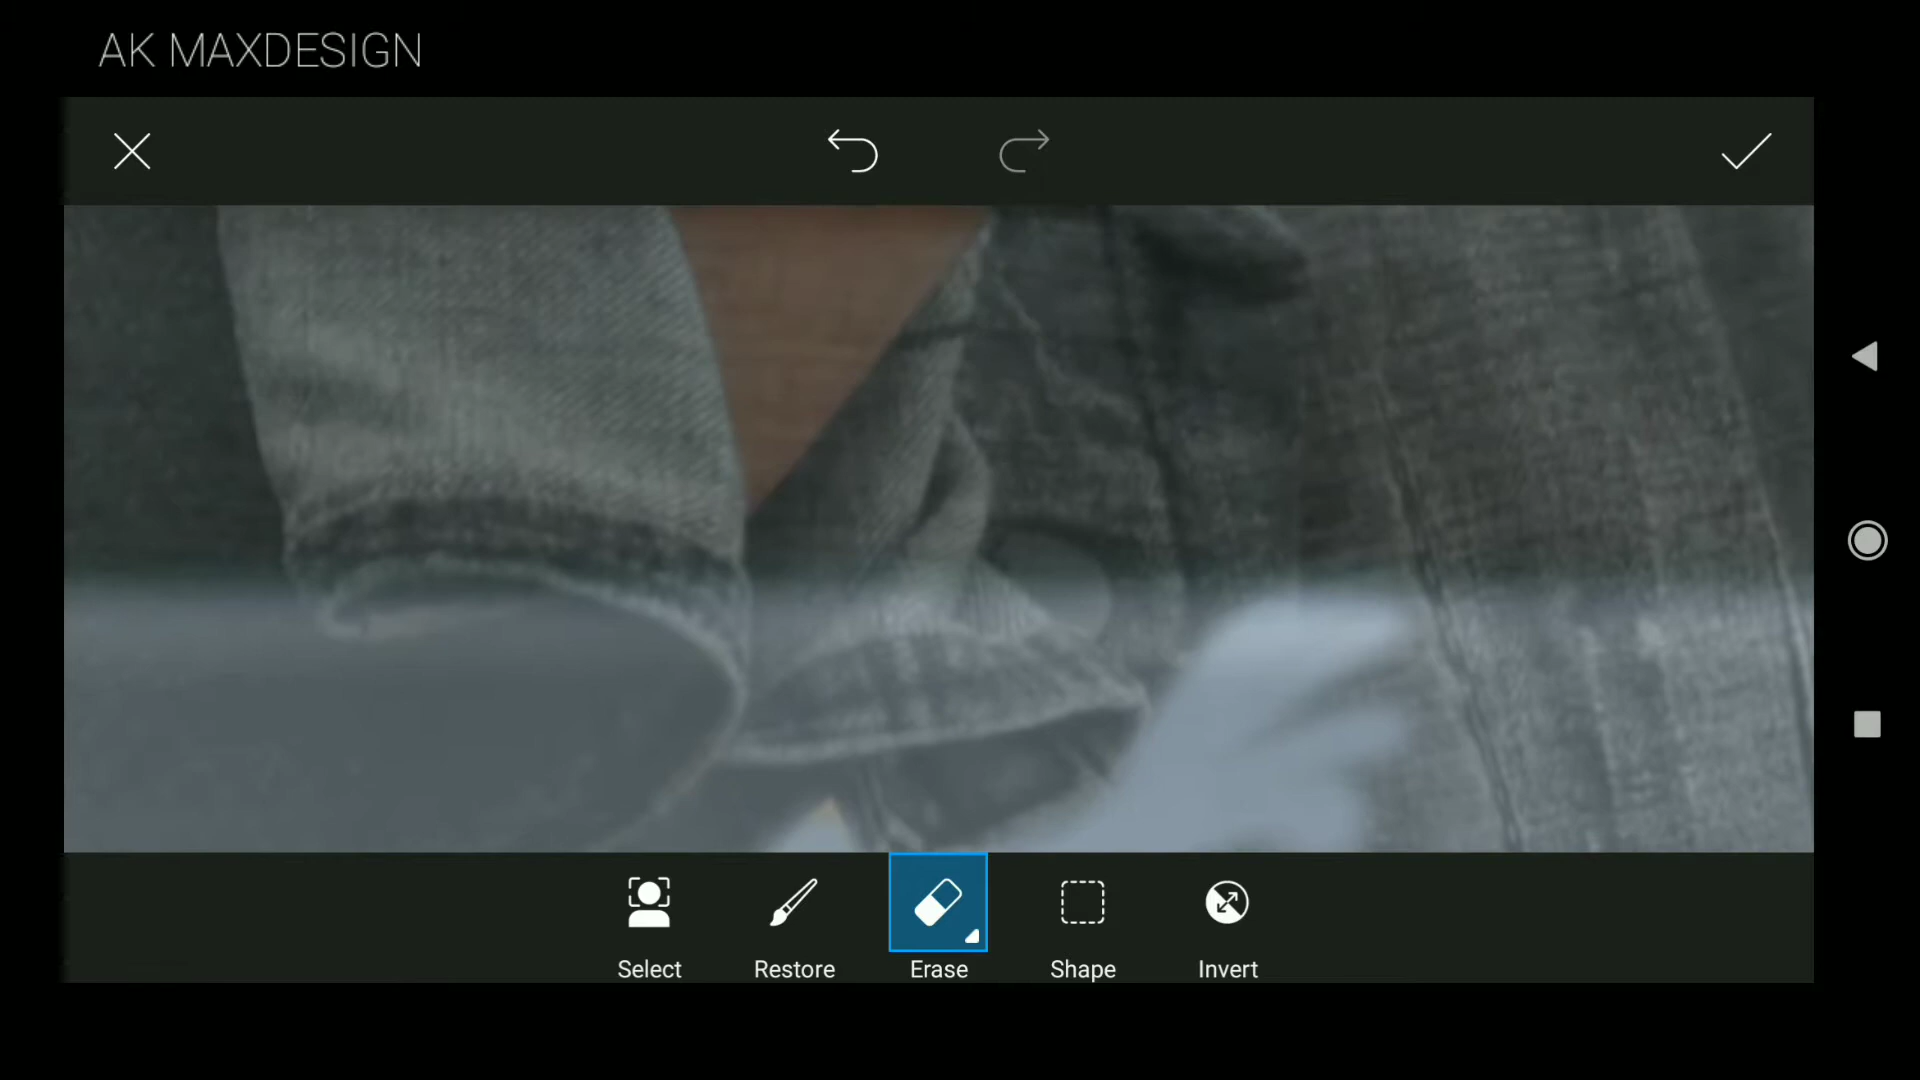 AK MAXDESIGN
Select
Restore
Erase
Shape
Invert